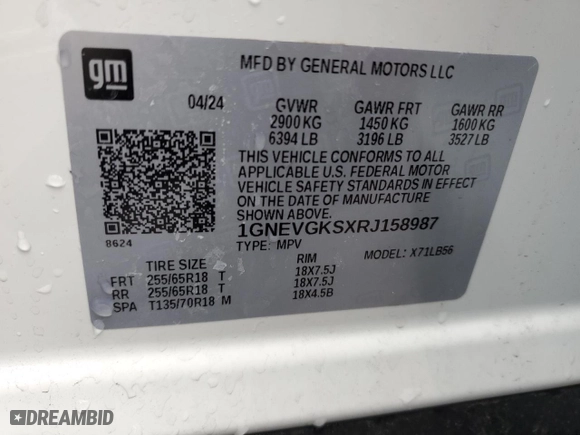 gm
MFD BY GENERAL MOTORS LLC
04/24 GVWR GAWR FRT GAWR RR
2900 KG 1450 KG 1600 KG
6394 LB 3196 LB 3527 LB
THIS VEHICLE CONFORMS TO ALL
APPLICABLE U.S. FEDERAL MOTOR
VEHICLE SAFETY STANDARDS IN EFFECT
ON THE DATE OF MANUFACTURE
SHOWN ABOVE.
8624 1GNEVGKSXRJ158987
TYPE: MPV MODEL: X71LB56
TIRE SIZE RIM
FRT 255/65R18 T 18X7.5J
RR 255/65R18 T 18X7.5J
SPA T135/70R18 M 18X4.5B
DREAMBID